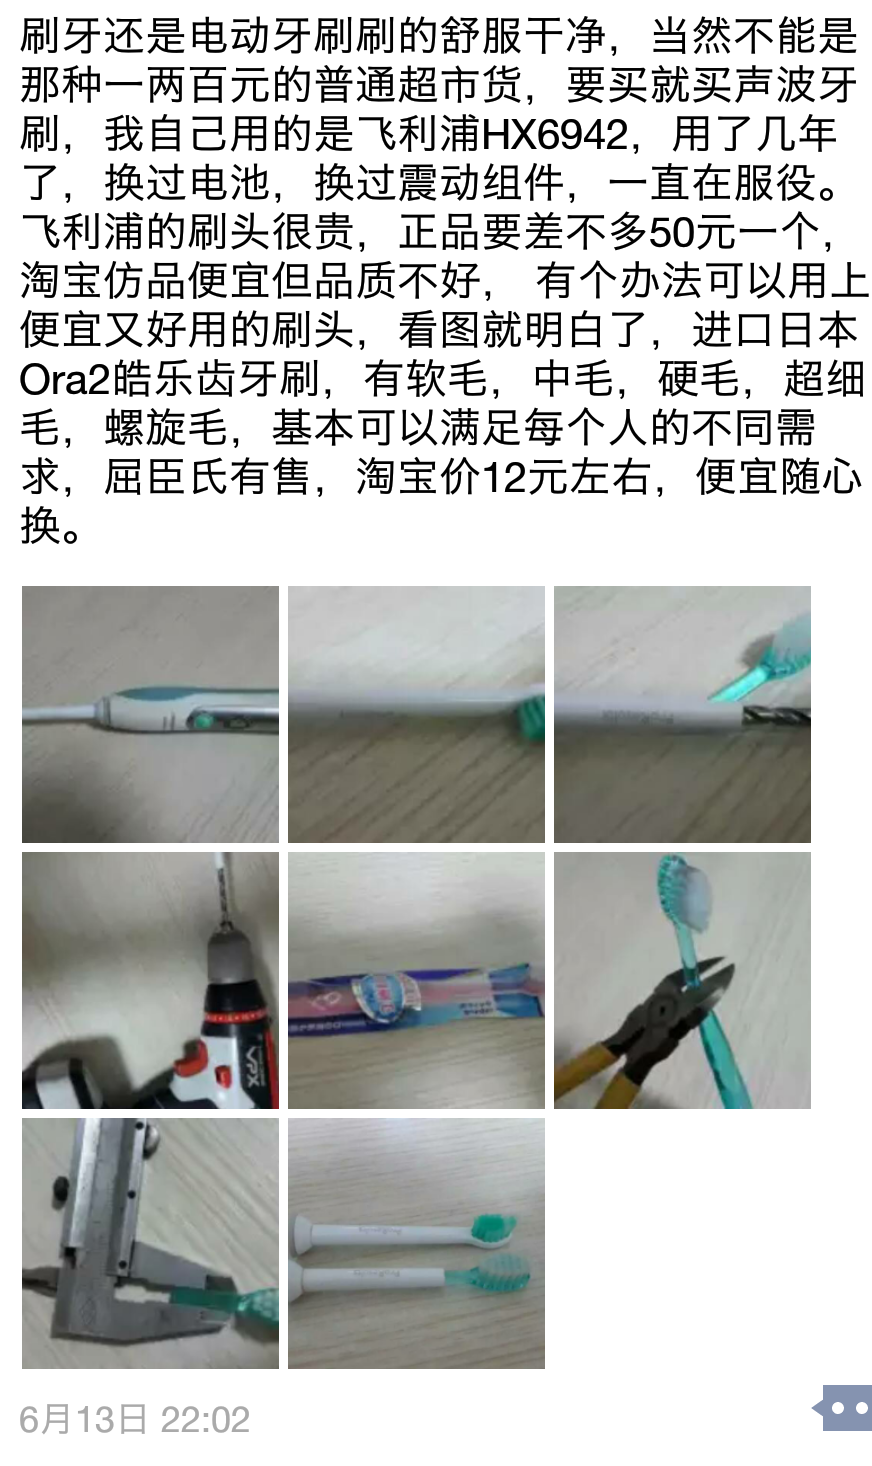 刷牙还是电动牙刷刷的舒服干净，当然不能是
那种一两百元的普通超市货，要买就买声波牙
刷，我自己用的是飞利浦HX6942，用了几年
了，换过电池，换过震动组件，一直在服役。
飞利浦的刷头很贵，正品要差不多50元一个，
淘宝仿品便宜但品质不好， 有个办法可以用上
便宜又好用的刷头，看图就明白了，进口日本
Ora2皓乐齿牙刷，有软毛，中毛，硬毛，超细
毛，螺旋毛，基本可以满足每个人的不同需
求，屈臣氏有售，淘宝价12元左右，便宜随心
换。
VPX
6月13日 22:02